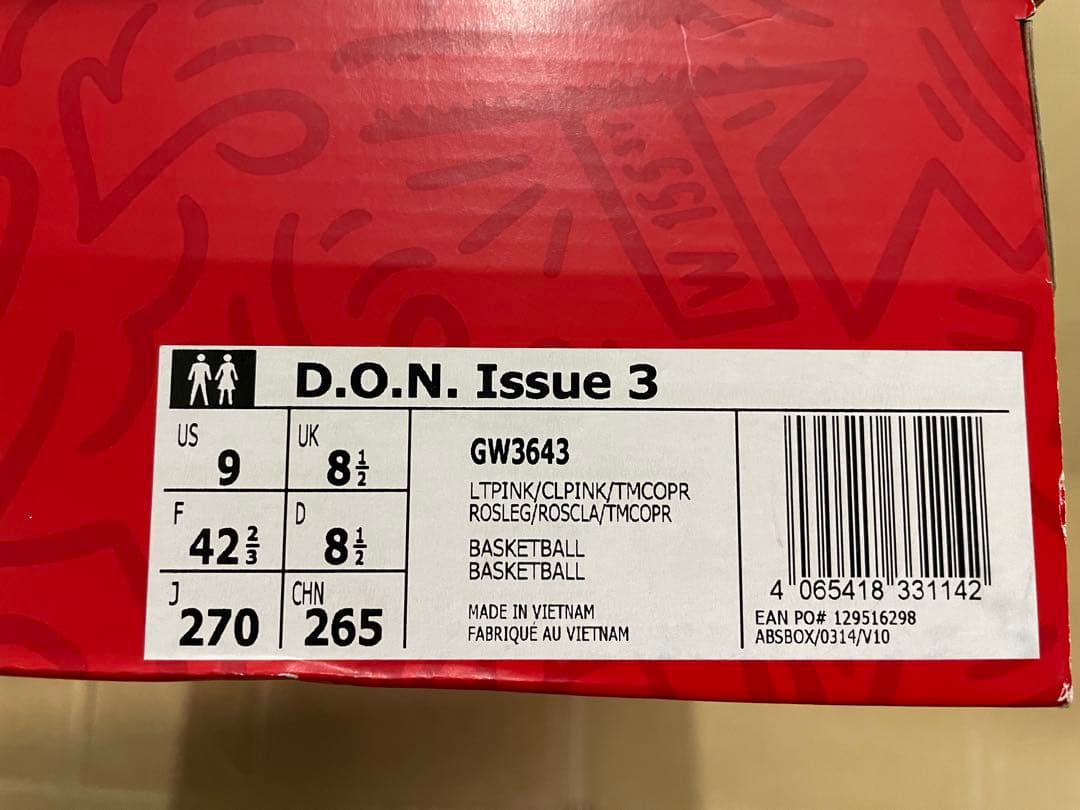 D.O.N. Issue 3
US 9
UK 8½
F 42⅔
D 8½
J 270
CHN 265
GW3643
LTPINK/CLPINK/TMCOPR
ROSLEG/ROSCLA/TMCOPR
BASKETBALL
BASKETBALL
MADE IN VIETNAM
FABRIQUÉ AU VIETNAM
4 065418 331142
EAN PO# 129516298
ABSBOX/0314/V10